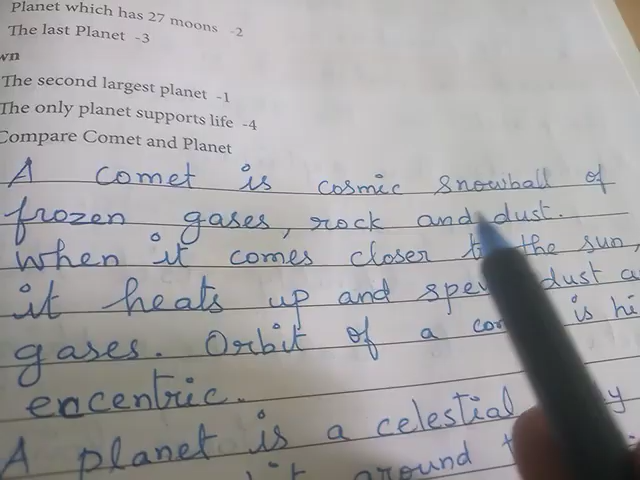 Planet which has 27 moons -2
The last Planet -3
wn
The second largest planet -1
The only planet supports life -4
Compare Comet and Planet
A comet is cosmic snowball of
frozen gases, rock and dust.
When it comes closer to the sun,
it heats up and dust
gases. Orbit of a is
encentric.
A planet is a celestial
around